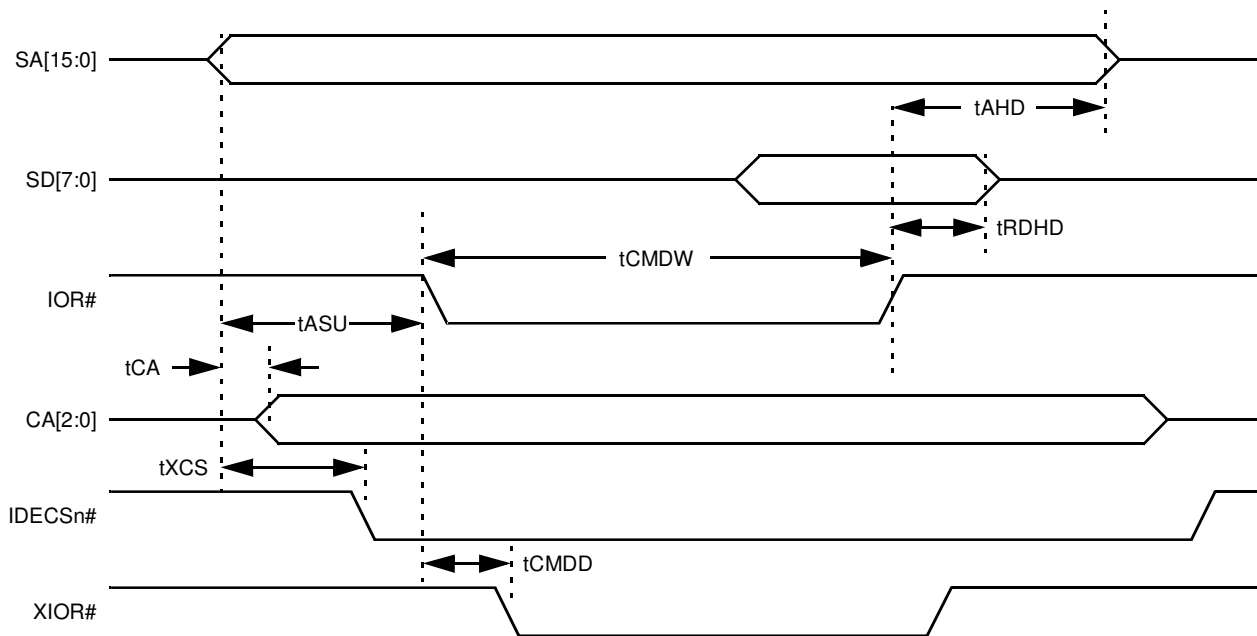 SA[15:0]
tAHD
SD[7:0]
tRDHD
tCMDW
IOR#
tASU
tCA
CA[2:0]
tXCS
IDECSn#
tCMDD
XIOR#